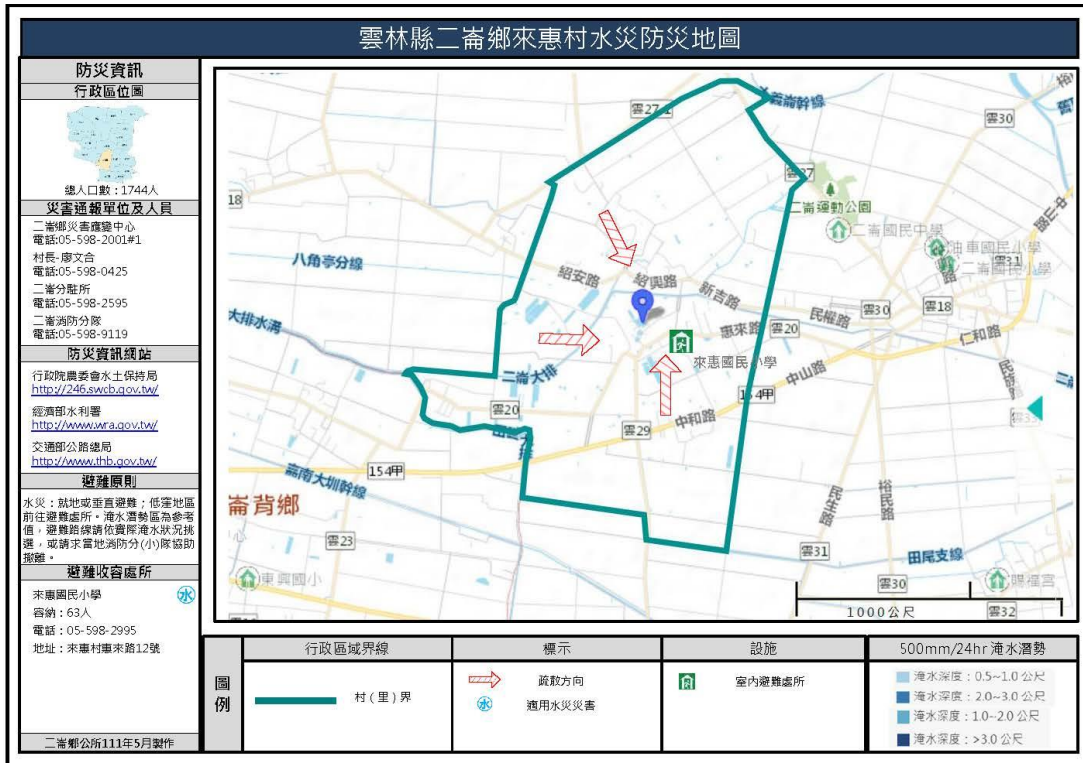 雲林縣二崙鄉來惠村水災防災地圖
防災資訊
行政區位圖
總人口數：1744人
災害通報單位及人員
二崙鄉災害應變中心
電話:05-598-2001#1
村長-廖文合
電話:05-598-0425
二崙分駐所
電話:05-598-2595
二崙消防分隊
電話:05-598-9119
防災資訊網站
行政院農委會水土保持局
http://246.swcb.gov.tw/
經濟部水利署
http://www.wra.gov.tw/
交通部公路總局
http://www.thb.gov.tw/
避難原則
水災：就地或垂直避難；低窪地區
前往避難處所。淹水潛勢區為參考
值，避難路線請依實際淹水狀況挑
選，或請求當地消防分(小)隊協助
撤離。
避難收容處所
來惠國民小學
水
容納：63人
電話：05-598-2995
地址：來惠村惠來路12號
二崙鄉公所111年5月製作
大義崙幹線
雲27-1
雲30
雲27
18
二崙運動公園
二崙國民中學
油車國民小學
二崙國民小學
雲31
八角亭分線
紹安路
紹興路
新吉路
民權路
雲30
雲18
大排水溝
惠來路
雲20
仁和路
來惠國民小學
中山路
二崙大排
154甲
雲20
雲29
中和路
154甲
嘉南大圳幹線
崙背鄉
民生路
裕民路
雲23
雲31
田尾支線
東興國小
雲30
賜福宮
1000公尺
雲32
圖
例
行政區域界線
村(里)界
標示
疏散方向
水
適用水災災害
設施
室內避難處所
500mm/24hr 淹水潛勢
淹水深度：0.5~1.0 公尺
淹水深度：2.0~3.0 公尺
淹水深度：1.0~2.0 公尺
淹水深度：>3.0 公尺